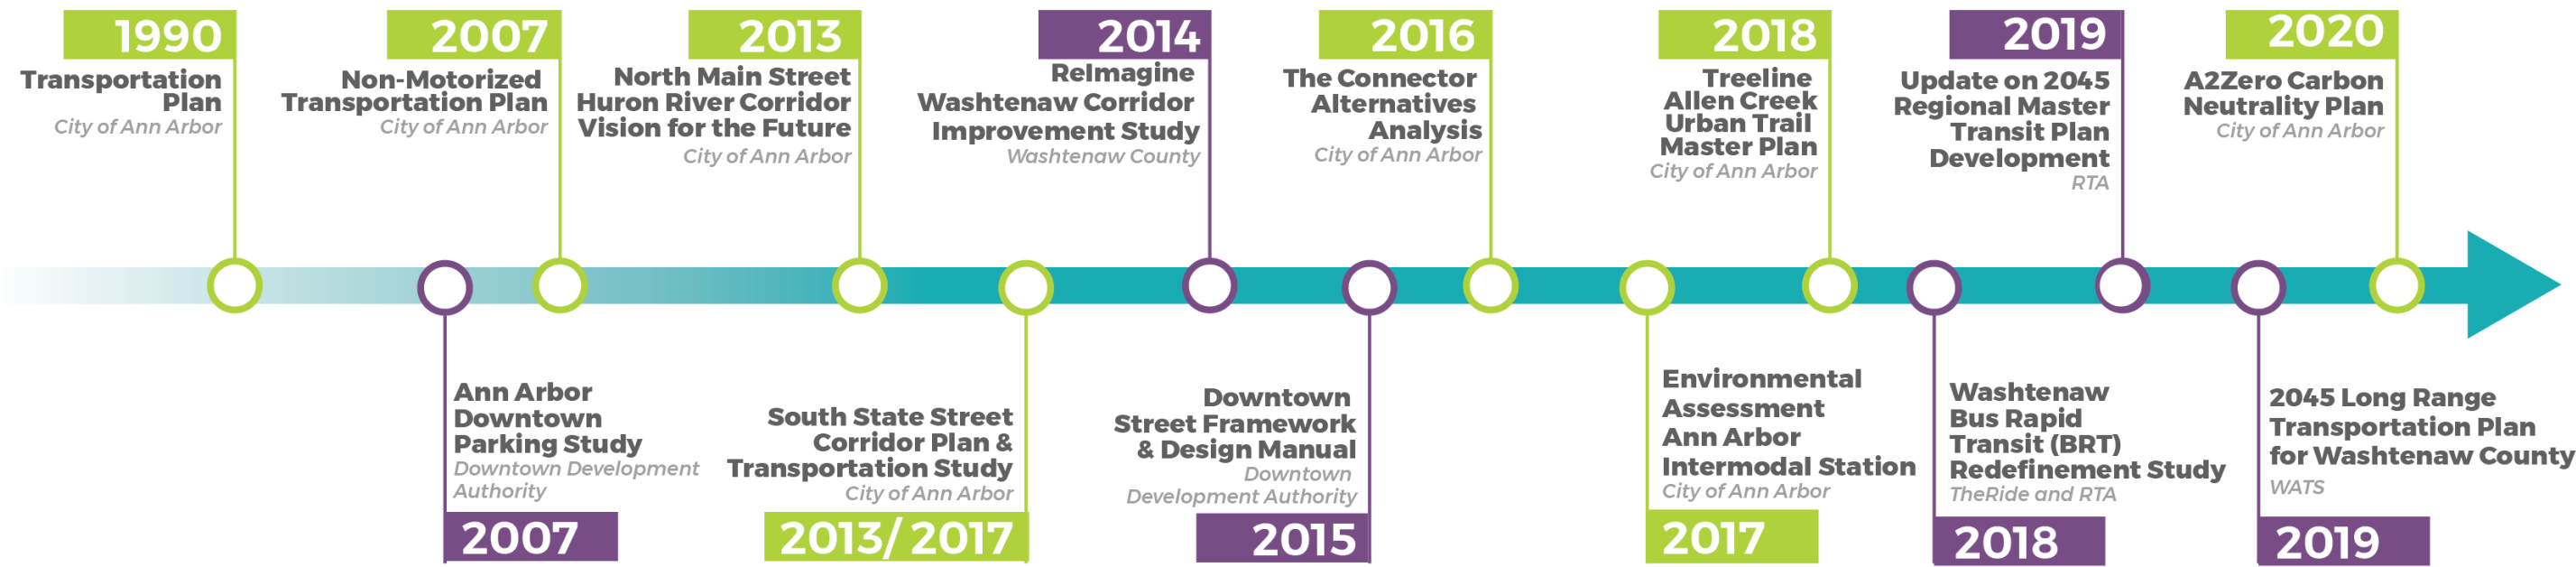 1990
Transportation
Plan
City of Ann Arbor
2007
Non-Motorized
Transportation Plan
City of Ann Arbor
2013
North Main Street
Huron River Corridor
Vision for the Future
City of Ann Arbor
2014
ReImagine
Washtenaw Corridor
Improvement Study
Washtenaw County
2016
The Connector
Alternatives
Analysis
City of Ann Arbor
2018
Treeline
Allen Creek
Urban Trail
Master Plan
City of Ann Arbor
2019
Update on 2045
Regional Master
Transit Plan
Development
RTA
2020
A2Zero Carbon
Neutrality Plan
City of Ann Arbor
Ann Arbor
Downtown
Parking Study
Downtown Development
Authority
2007
South State Street
Corridor Plan &
Transportation Study
City of Ann Arbor
2013/ 2017
Downtown
Street Framework
& Design Manual
Downtown
Development Authority
2015
Environmental
Assessment
Ann Arbor
Intermodal Station
City of Ann Arbor
2017
Washtenaw
Bus Rapid
Transit (BRT)
Redefinement Study
TheRide and RTA
2018
2045 Long Range
Transportation Plan
for Washtenaw County
WATS
2019